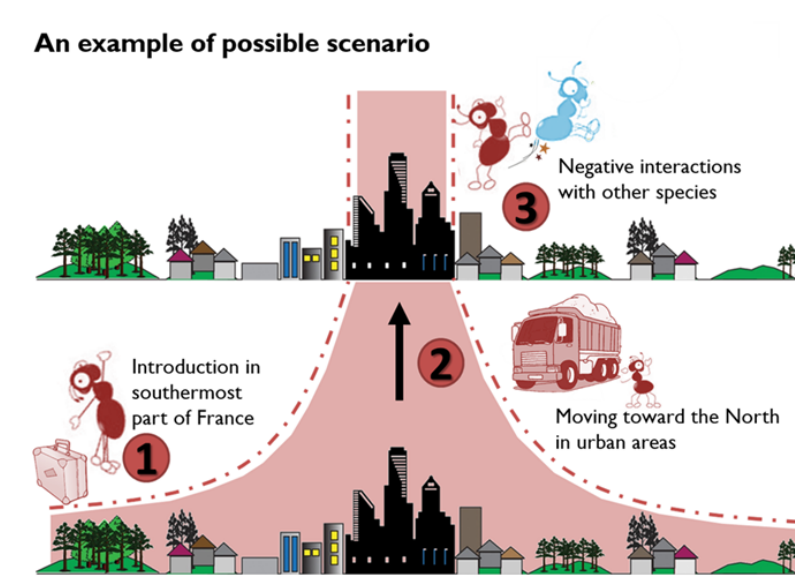 An example of possible scenario
Negative interactions
with other species
3
2
Introduction in
southermost
part of France
1
Moving toward the North
in urban areas